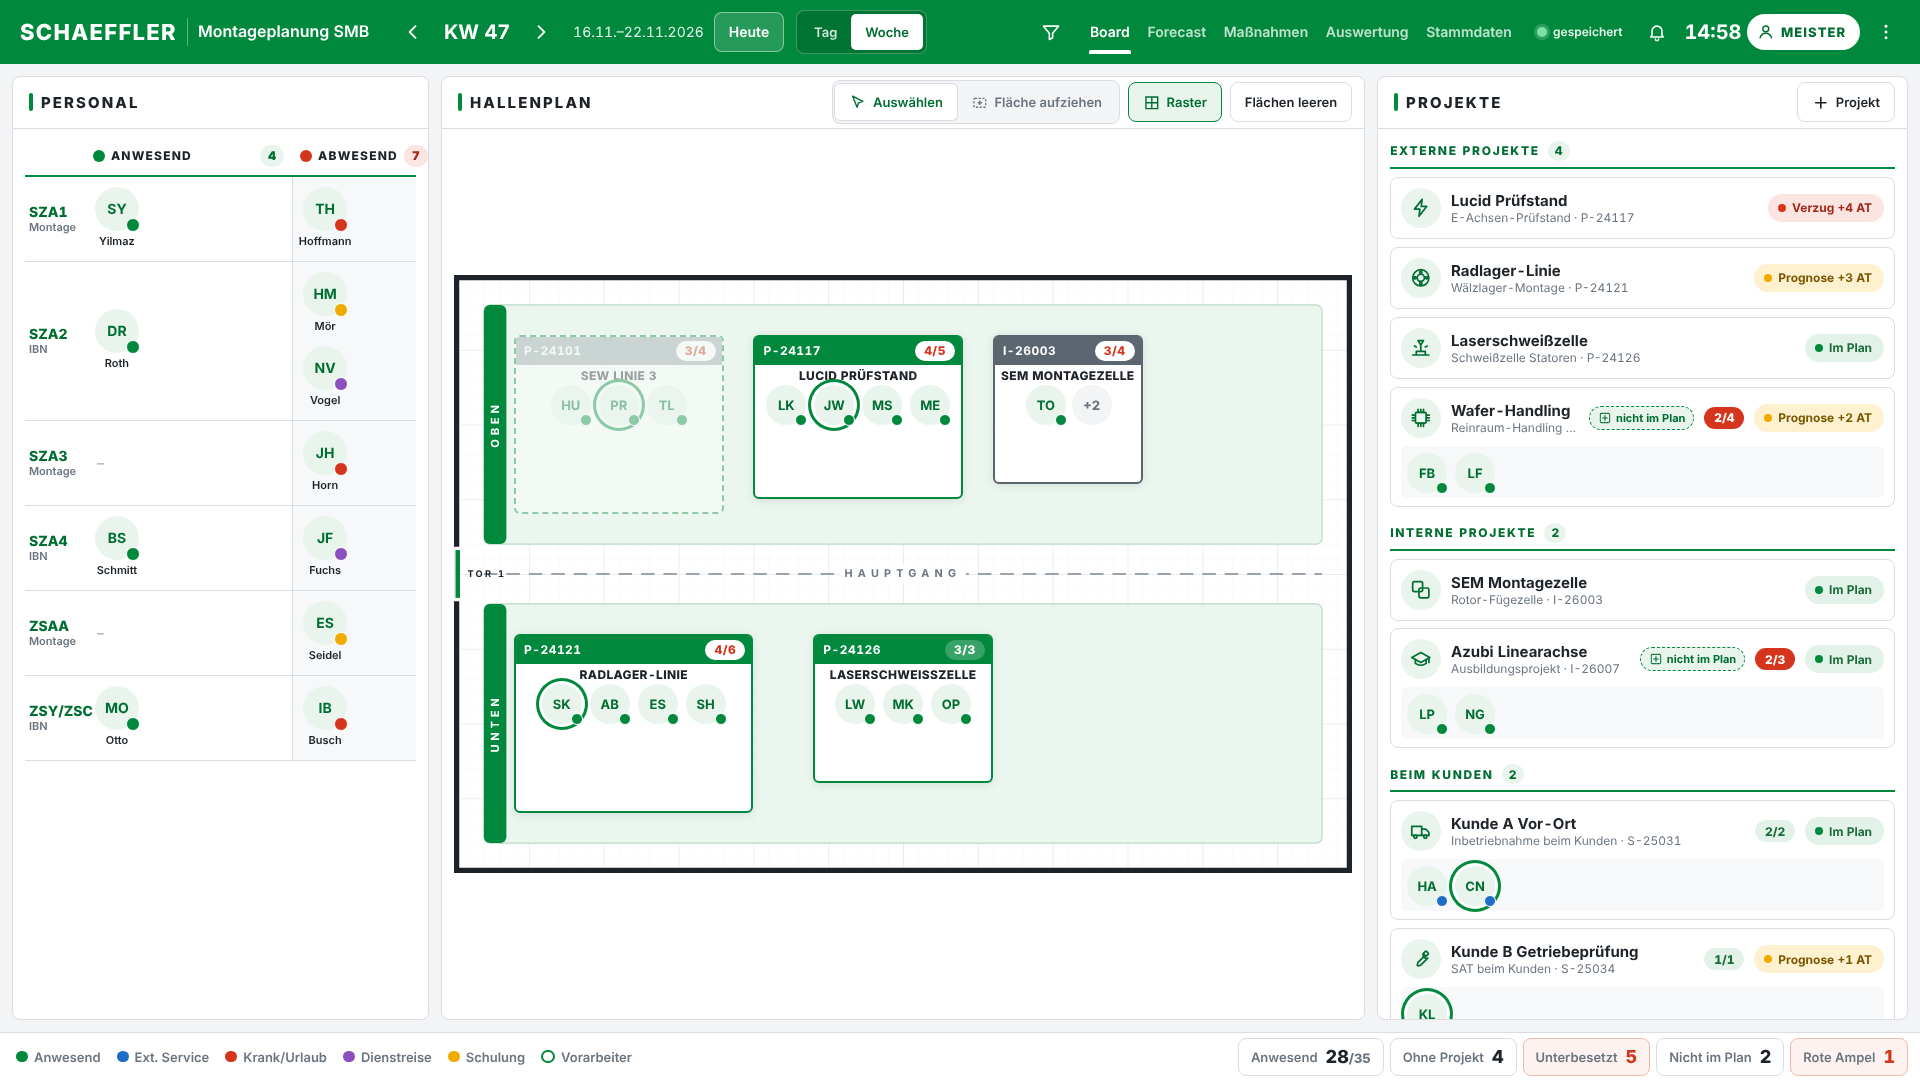 SCHAEFFLER
Montageplanung SMB
KW 47
16.11.–22.11.2026
Heute
Tag
Woche
Board
Forecast
Maßnahmen
Auswertung
Stammdaten
gespeichert
14:58
MEISTER
PERSONAL
ANWESEND 4
ABWESEND 7
SZA1
Montage
SY
Yilmaz
TH
Hoffmann
SZA2
IBN
DR
Roth
HM
Mör
NV
Vogel
SZA3
Montage
–
JH
Horn
SZA4
IBN
BS
Schmitt
JF
Fuchs
ZSAA
Montage
–
ES
Seidel
ZSY/ZSC
IBN
MO
Otto
IB
Busch
HALLENPLAN
Auswählen
Fläche aufziehen
Raster
Flächen leeren
OBEN
P-24101 3/4
SEW LINIE 3
HU PR TL
P-24117 4/5
LUCID PRÜFSTAND
LK JW MS ME
I-26003 3/4
SEM MONTAGEZELLE
TO +2
TOR 1
HAUPTGANG
UNTEN
P-24121 4/6
RADLAGER-LINIE
SK AB ES SH
P-24126 3/3
LASERSCHWEISSZELLE
LW MK OP
PROJEKTE
Projekt
EXTERNE PROJEKTE 4
Lucid Prüfstand
E-Achsen-Prüfstand · P-24117
Verzug +4 AT
Radlager-Linie
Wälzlager-Montage · P-24121
Prognose +3 AT
Laserschweißzelle
Schweißzelle Statoren · P-24126
Im Plan
Wafer-Handling
Reinraum-Handling ...
nicht im Plan
2/4
Prognose +2 AT
FB LF
INTERNE PROJEKTE 2
SEM Montagezelle
Rotor-Fügezelle · I-26003
Im Plan
Azubi Linearachse
Ausbildungsprojekt · I-26007
nicht im Plan
2/3
Im Plan
LP NG
BEIM KUNDEN 2
Kunde A Vor-Ort
Inbetriebnahme beim Kunden · S-25031
2/2
Im Plan
HA CN
Kunde B Getriebeprüfung
SAT beim Kunden · S-25034
1/1
Prognose +1 AT
KL
Anwesend
Ext. Service
Krank/Urlaub
Dienstreise
Schulung
Vorarbeiter
Anwesend 28/35
Ohne Projekt 4
Unterbesetzt 5
Nicht im Plan 2
Rote Ampel 1